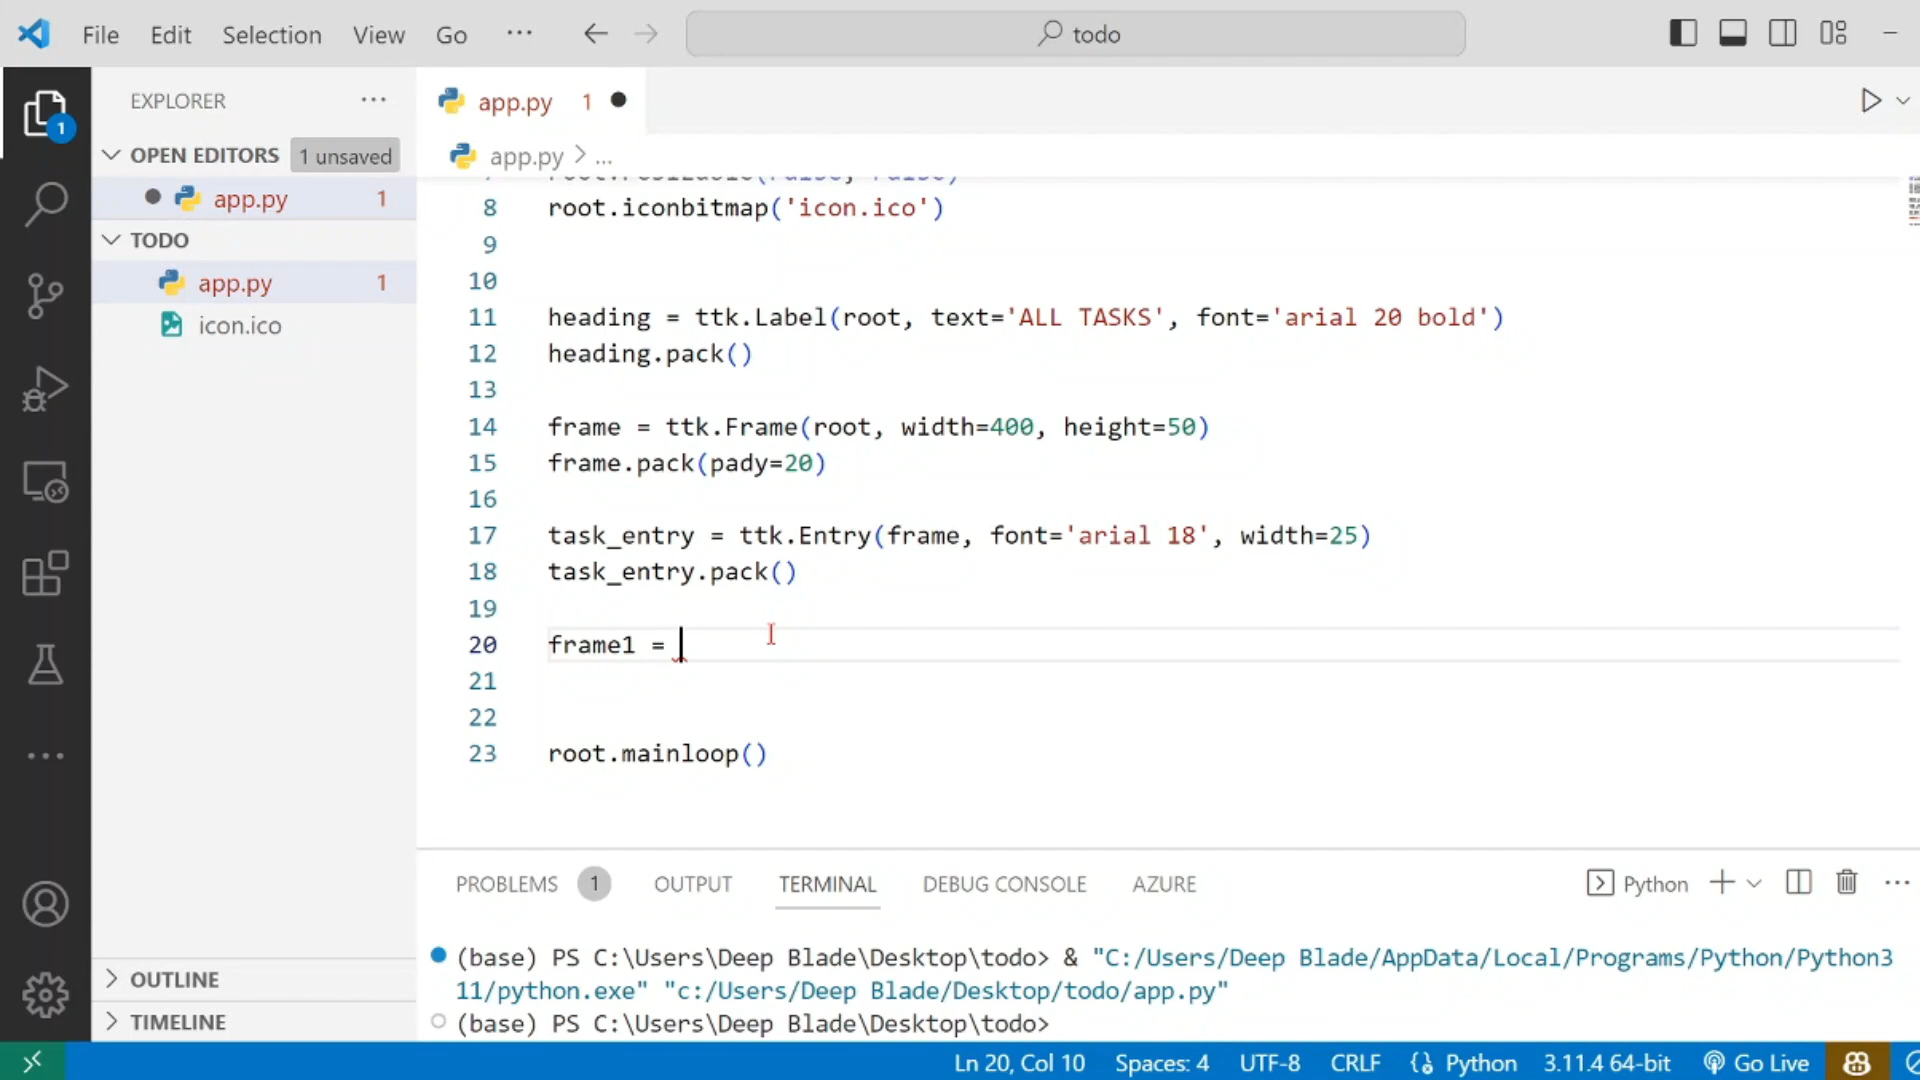 File Edit Selection View Go ··· todo
EXPLORER ···
OPEN EDITORS 1 unsaved
app.py 1
TODO
app.py 1
icon.ico
OUTLINE
TIMELINE
1
app.py 1
app.py > ...
8 root.iconbitmap('icon.ico')
9
10
11 heading = ttk.Label(root, text='ALL TASKS', font='arial 20 bold')
12 heading.pack()
13
14 frame = ttk.Frame(root, width=400, height=50)
15 frame.pack(pady=20)
16
17 task_entry = ttk.Entry(frame, font='arial 18', width=25)
18 task_entry.pack()
19
20 frame1 =
21
22
23 root.mainloop()
PROBLEMS 1 OUTPUT TERMINAL DEBUG CONSOLE AZURE Python
(base) PS C:\Users\Deep Blade\Desktop\todo> & "C:/Users/Deep Blade/AppData/Local/Programs/Python/Python3
11/python.exe" "c:/Users/Deep Blade/Desktop/todo/app.py"
(base) PS C:\Users\Deep Blade\Desktop\todo>
Ln 20, Col 10 Spaces: 4 UTF-8 CRLF Python 3.11.4 64-bit Go Live